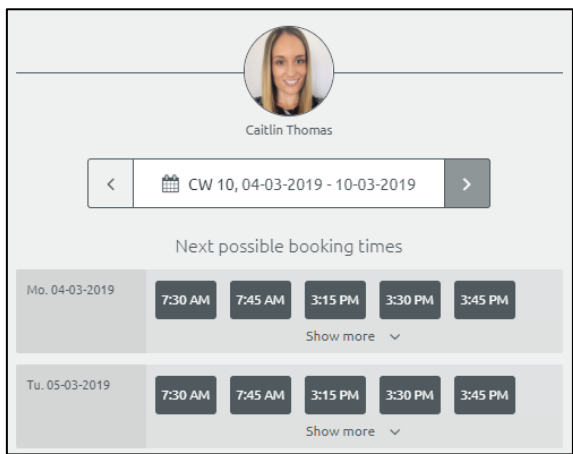 Caitlin Thomas
CW 10, 04-03-2019 - 10-03-2019
Next possible booking times
Mo. 04-03-2019
7:30 AM 7:45 AM 3:15 PM 3:30 PM 3:45 PM
Show more
Tu. 05-03-2019
7:30 AM 7:45 AM 3:15 PM 3:30 PM 3:45 PM
Show more